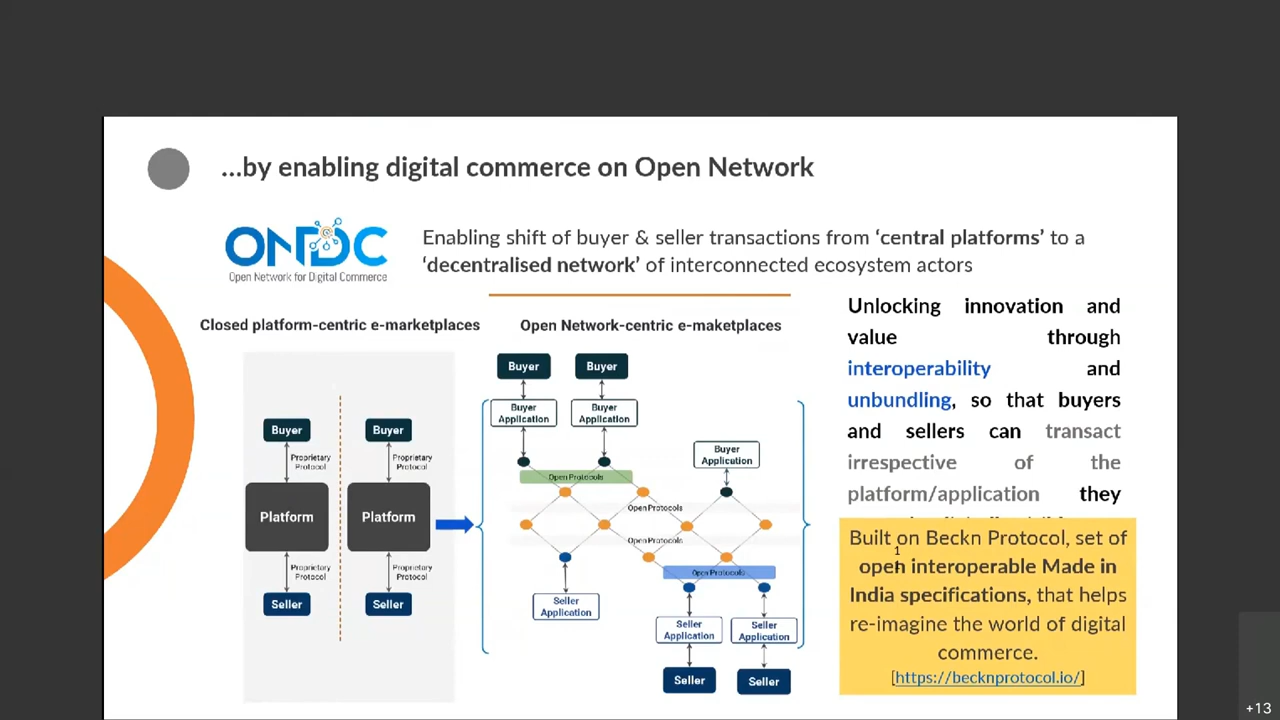 ...by enabling digital commerce on Open Network
ONDC
Open Network for Digital Commerce
Enabling shift of buyer & seller transactions from ‘central platforms’ to a
‘decentralised network’ of interconnected ecosystem actors
Closed platform-centric e-marketplaces
Buyer
Buyer
Proprietary
Protocol
Proprietary
Protocol
Platform
Platform
Proprietary
Protocol
Proprietary
Protocol
Seller
Seller
Open Network-centric e-maketplaces
Buyer
Buyer
Buyer
Application
Buyer
Application
Buyer
Application
Open Protocols
Open Protocols
Open Protocols
Open Protocols
Seller
Application
Seller
Application
Seller
Application
Seller
Seller
Unlocking innovation and
value through
interoperability and
unbundling, so that buyers
and sellers can transact
irrespective of the
platform/application they
Built on Beckn Protocol, set of
open interoperable Made in
India specifications, that helps
re-imagine the world of digital
commerce.
[https://becknprotocol.io/]
1
+13